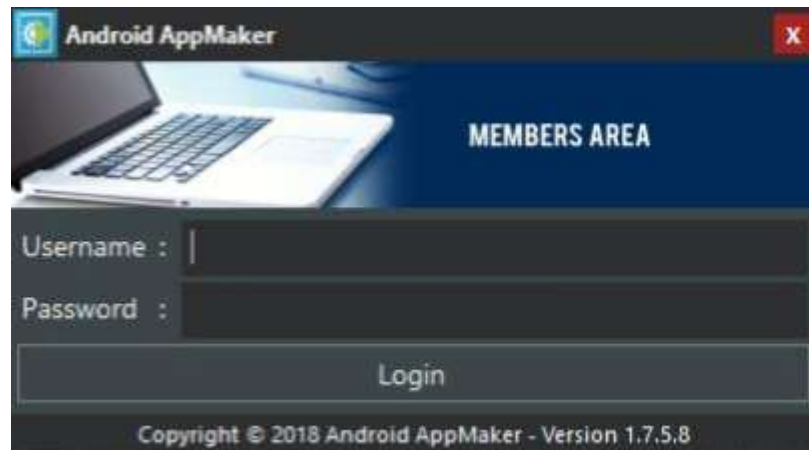 Android AppMaker
X
MEMBERS AREA
Username :
Password :
Login
Copyright © 2018 Android AppMaker - Version 1.7.5.8